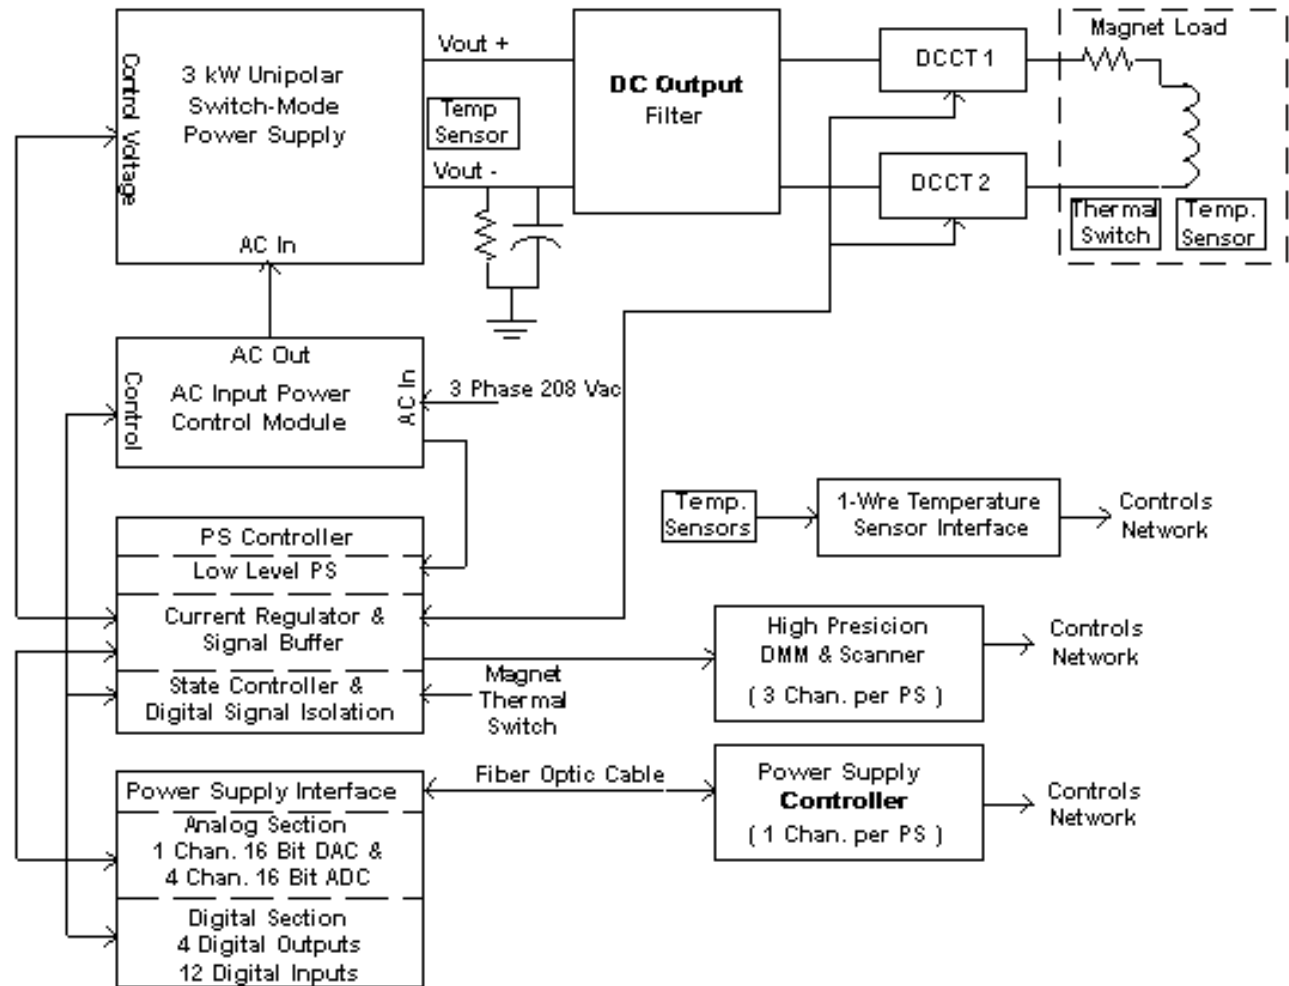 Control Voltage
3 kW Unipolar
Switch-Mode
Power Supply
AC In
Vout +
Temp
Sensor
Vout -
DC Output
Filter
DCCT 1
DCCT 2
Magnet Load
Thermal
Switch
Temp.
Sensor
AC Out
Control
AC Input Power
Control Module
AC In
3 Phase 208 Vac
Temp.
Sensors
1-Wre Temperature
Sensor Interface
Controls
Network
PS Controller
Low Level PS
Current Regulator &
Signal Buffer
State Controller &
Digital Signal Isolation
Magnet
Thermal
Switch
High Presicion
DMM & Scanner
( 3 Chan. per PS )
Controls
Network
Power Supply Interface
Analog Section
1 Chan. 16 Bit DAC &
4 Chan. 16 Bit ADC
Digital Section
4 Digital Outputs
12 Digital Inputs
Fiber Optic Cable
Power Supply
Controller
( 1 Chan. per PS )
Controls
Network